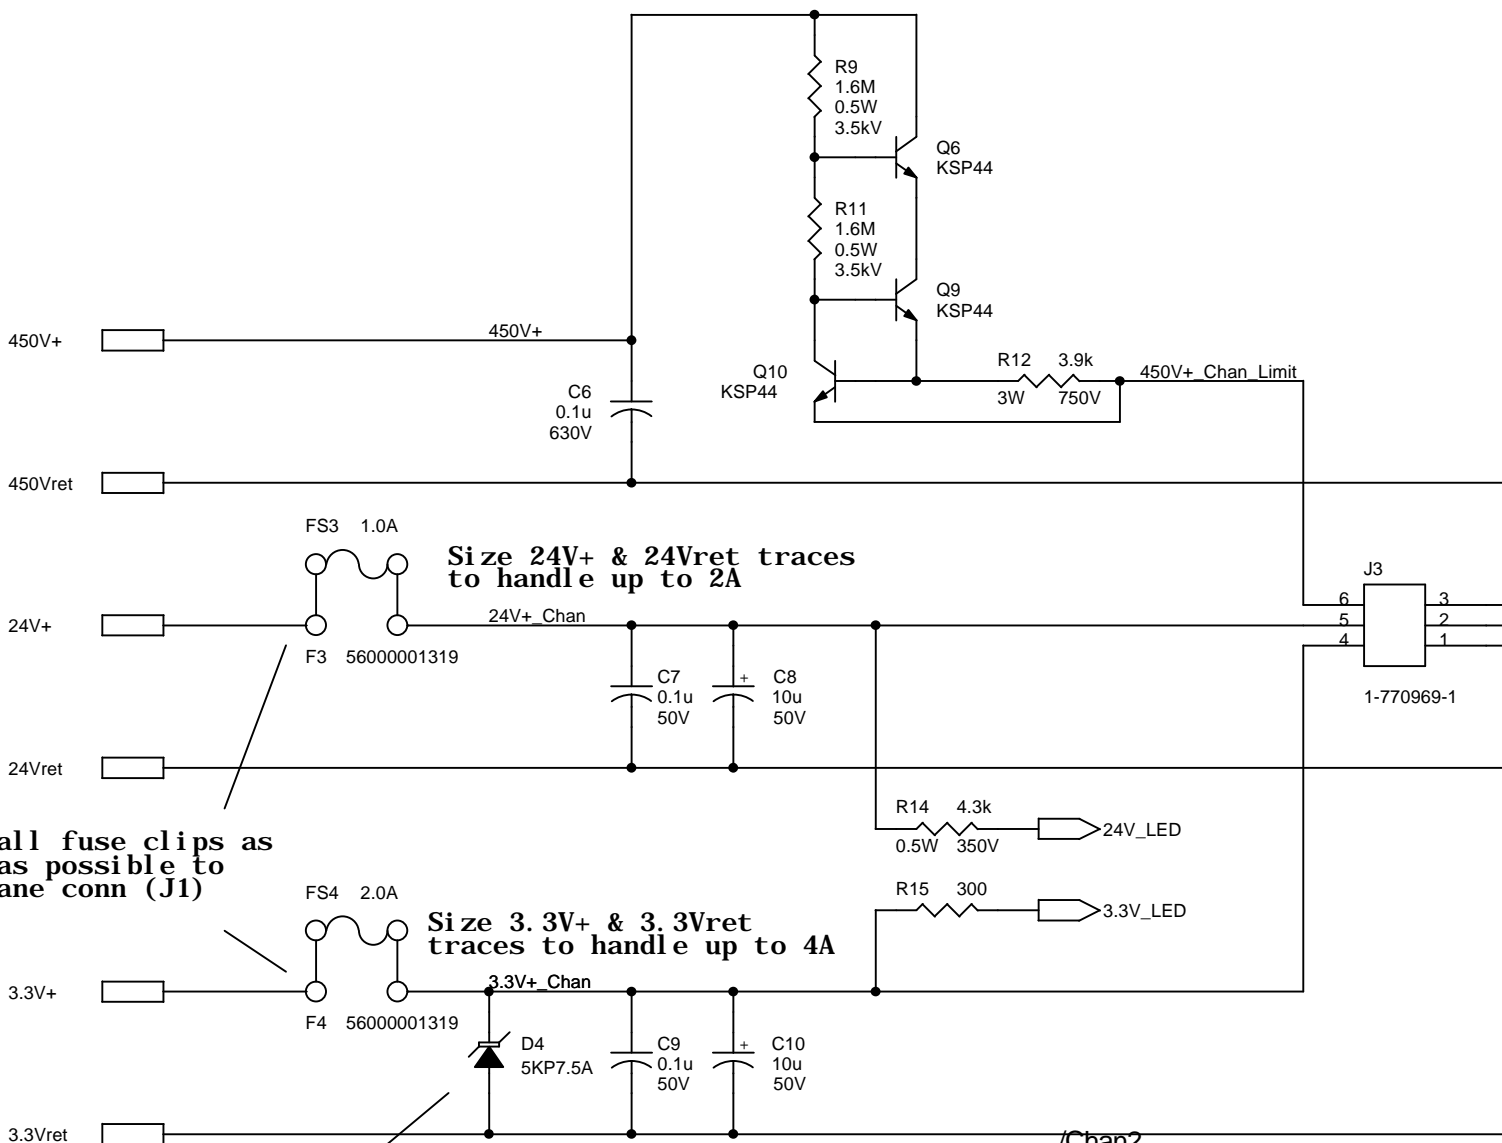 R9
1.6M
0.5W
3.5kV
Q6
KSP44
R11
1.6M
0.5W
3.5kV
Q9
KSP44
450V+
450V+
Q10
KSP44
R12 3.9k
3W 750V
450V+_Chan_Limit
C6
0.1u
630V
450Vret
FS3 1.0A
Size 24V+ & 24Vret traces
to handle up to 2A
24V+
24V+_Chan
F3 56000001319
J3
6 3
5 2
4 1
1-770969-1
C7
0.1u
50V
+ C8
10u
50V
24Vret
R14 4.3k
0.5W 350V
24V_LED
all fuse clips as
as possible to
ane conn (J1)
R15 300
3.3V_LED
FS4 2.0A
Size 3.3V+ & 3.3Vret
traces to handle up to 4A
3.3V+
3.3V+_Chan
F4 56000001319
D4
5KP7.5A
C9
0.1u
50V
+ C10
10u
50V
3.3Vret
/Chan2